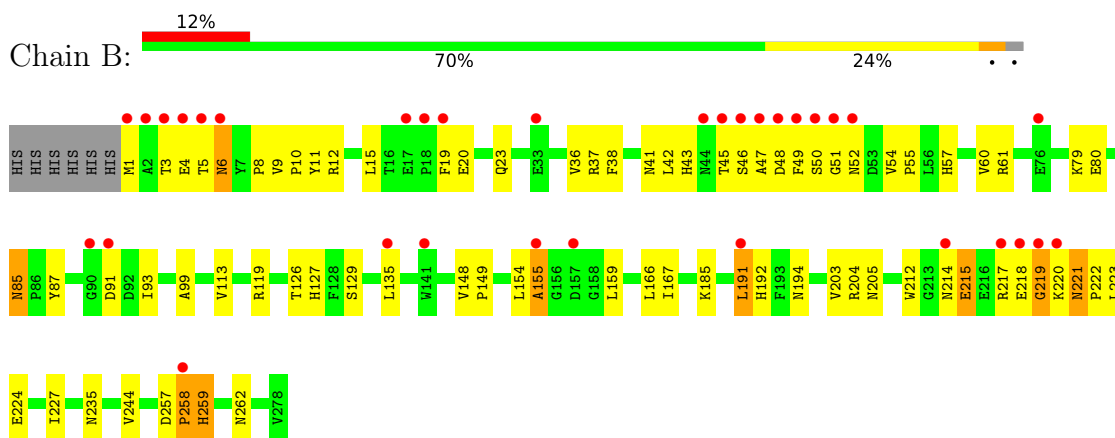 12%
Chain B:
70% 24% • •
HIS HIS HIS HIS HIS HIS M1 A2 T3 E4 T5 N6 Y7 P8 V9 P10 Y11 R12 L15 T16 E17 P18 F19 E20 Q23 E33 V36 R37 F38 N41 L42 H43 N44 T45 S46 A47 D48 F49 S50 G51 N52 D53 V54 P55 L56 H57 V60 R61 E76 K79 E80
N85 P86 Y87 G90 D91 D92 I93 A99 V113 R119 T126 H127 F128 S129 L135 W141 V148 P149 L154 A155 G156 D157 G158 L159 L166 I167 K185 L191 H192 F193 N194 V203 R204 N205 W212 G213 N214 E215 E216 R217 E218 G219 K220 N221 P222 L223
E224 I227 N235 V244 D257 P258 H259 N262 V278